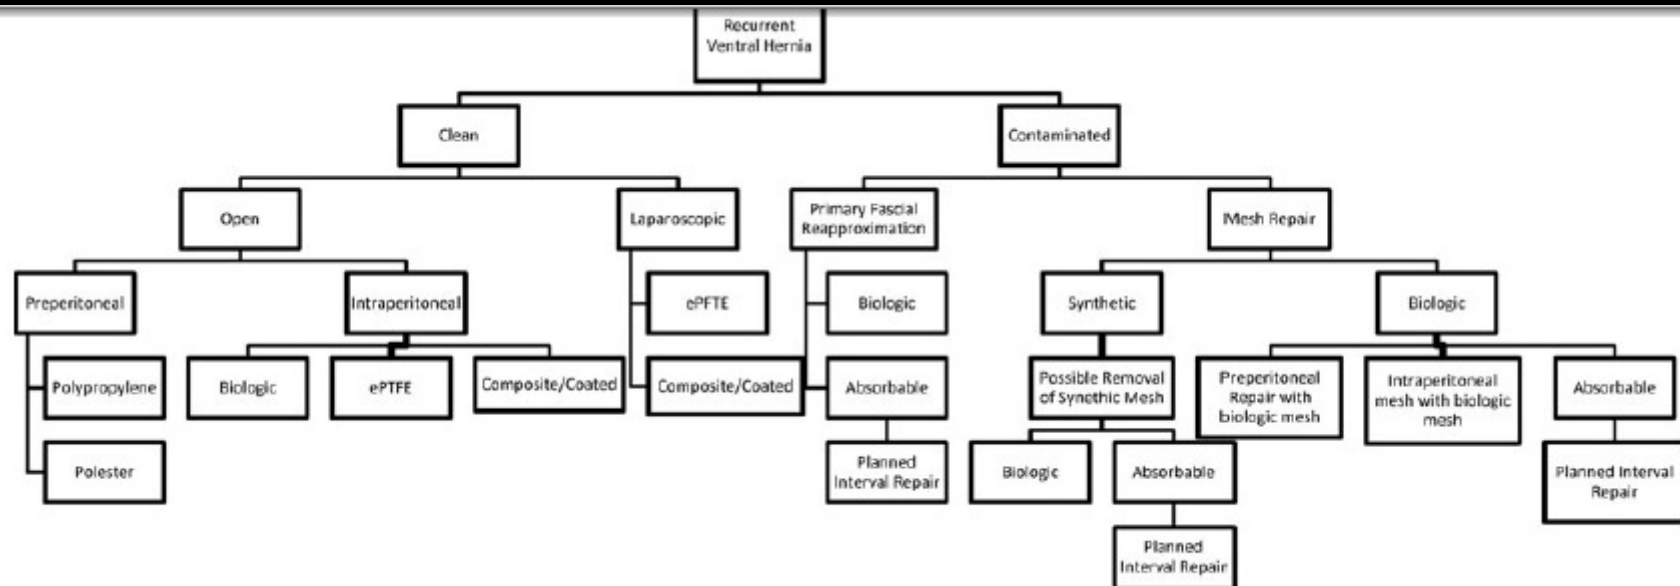 Recurrent
Ventral Hernia
Clean
Contaminated
Open
Laparoscopic
Primary Fascial
Reapproximation
Mesh Repair
Preperitoneal
Intraperitoneal
ePFTE
Biologic
Synthetic
Biologic
Polypropylene
Biologic
ePTFE
Composite/Coated
Composite/Coated
Absorbable
Possible Removal
of Synethic Mesh
Preperitoneal
Repair with
biologic mesh
Intraperitoneal
mesh with biologic
mesh
Absorbable
Polester
Planned
Interval Repair
Biologic
Absorbable
Planned Interval
Repair
Planned
Interval Repair